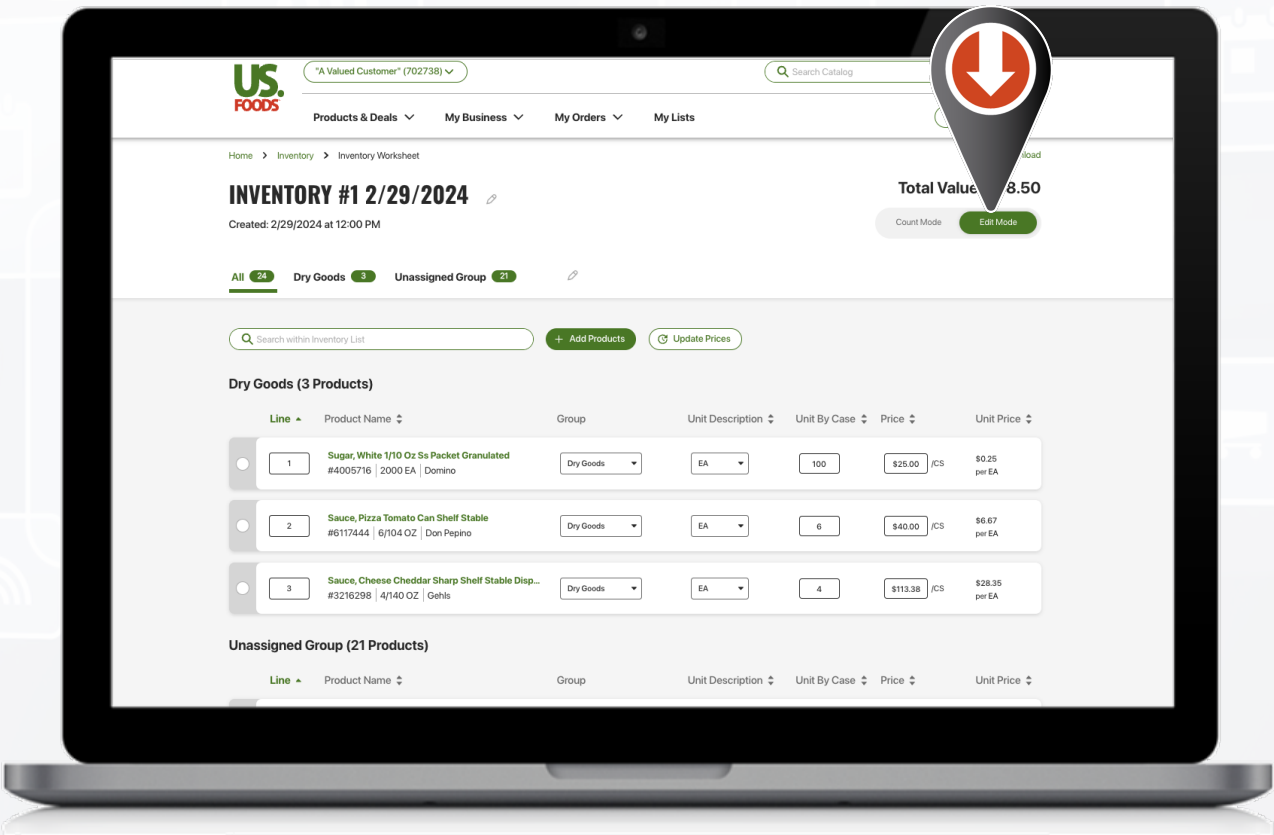 US.
FOODS
"A Valued Customer" (702738)
Search Catalog
Products & Deals My Business My Orders My Lists
Home > Inventory > Inventory Worksheet
INVENTORY #1 2/29/2024
Total Value 8.50
Created: 2/29/2024 at 12:00 PM
Count Mode Edit Mode
All 24 Dry Goods 3 Unassigned Group 21
Search within Inventory List + Add Products Update Prices
Dry Goods (3 Products)
Line Product Name Group Unit Description Unit By Case Price Unit Price
1 Sugar, White 1/10 Oz Ss Packet Granulated Dry Goods EA 100 $25.00 /CS $0.25
#4005716 | 2000 EA | Domino per EA
2 Sauce, Pizza Tomato Can Shelf Stable Dry Goods EA 6 $40.00 /CS $6.67
#6117444 | 6/104 OZ | Don Pepino per EA
3 Sauce, Cheese Cheddar Sharp Shelf Stable Disp... Dry Goods EA 4 $113.38 /CS $28.35
#3216298 | 4/140 OZ | Gehls per EA
Unassigned Group (21 Products)
Line Product Name Group Unit Description Unit By Case Price Unit Price